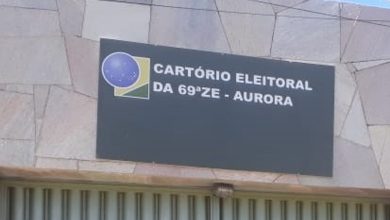 CARTÓRIO ELEITORAL
DA 69ªZE - AURORA